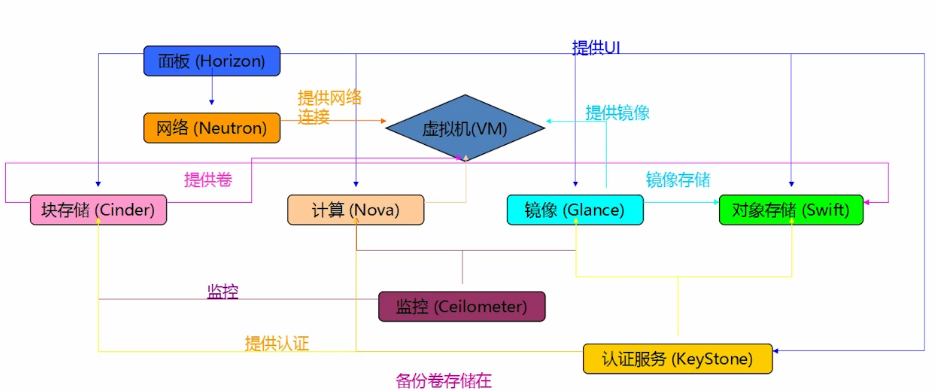 提供UI
面板 (Horizon)
提供网络
连接
网络 (Neutron)
虚拟机(VM)
提供镜像
提供卷
镜像存储
块存储 (Cinder)
计算 (Nova)
镜像 (Glance)
对象存储 (Swift)
监控
监控 (Ceilometer)
提供认证
认证服务 (KeyStone)
备份卷存储在